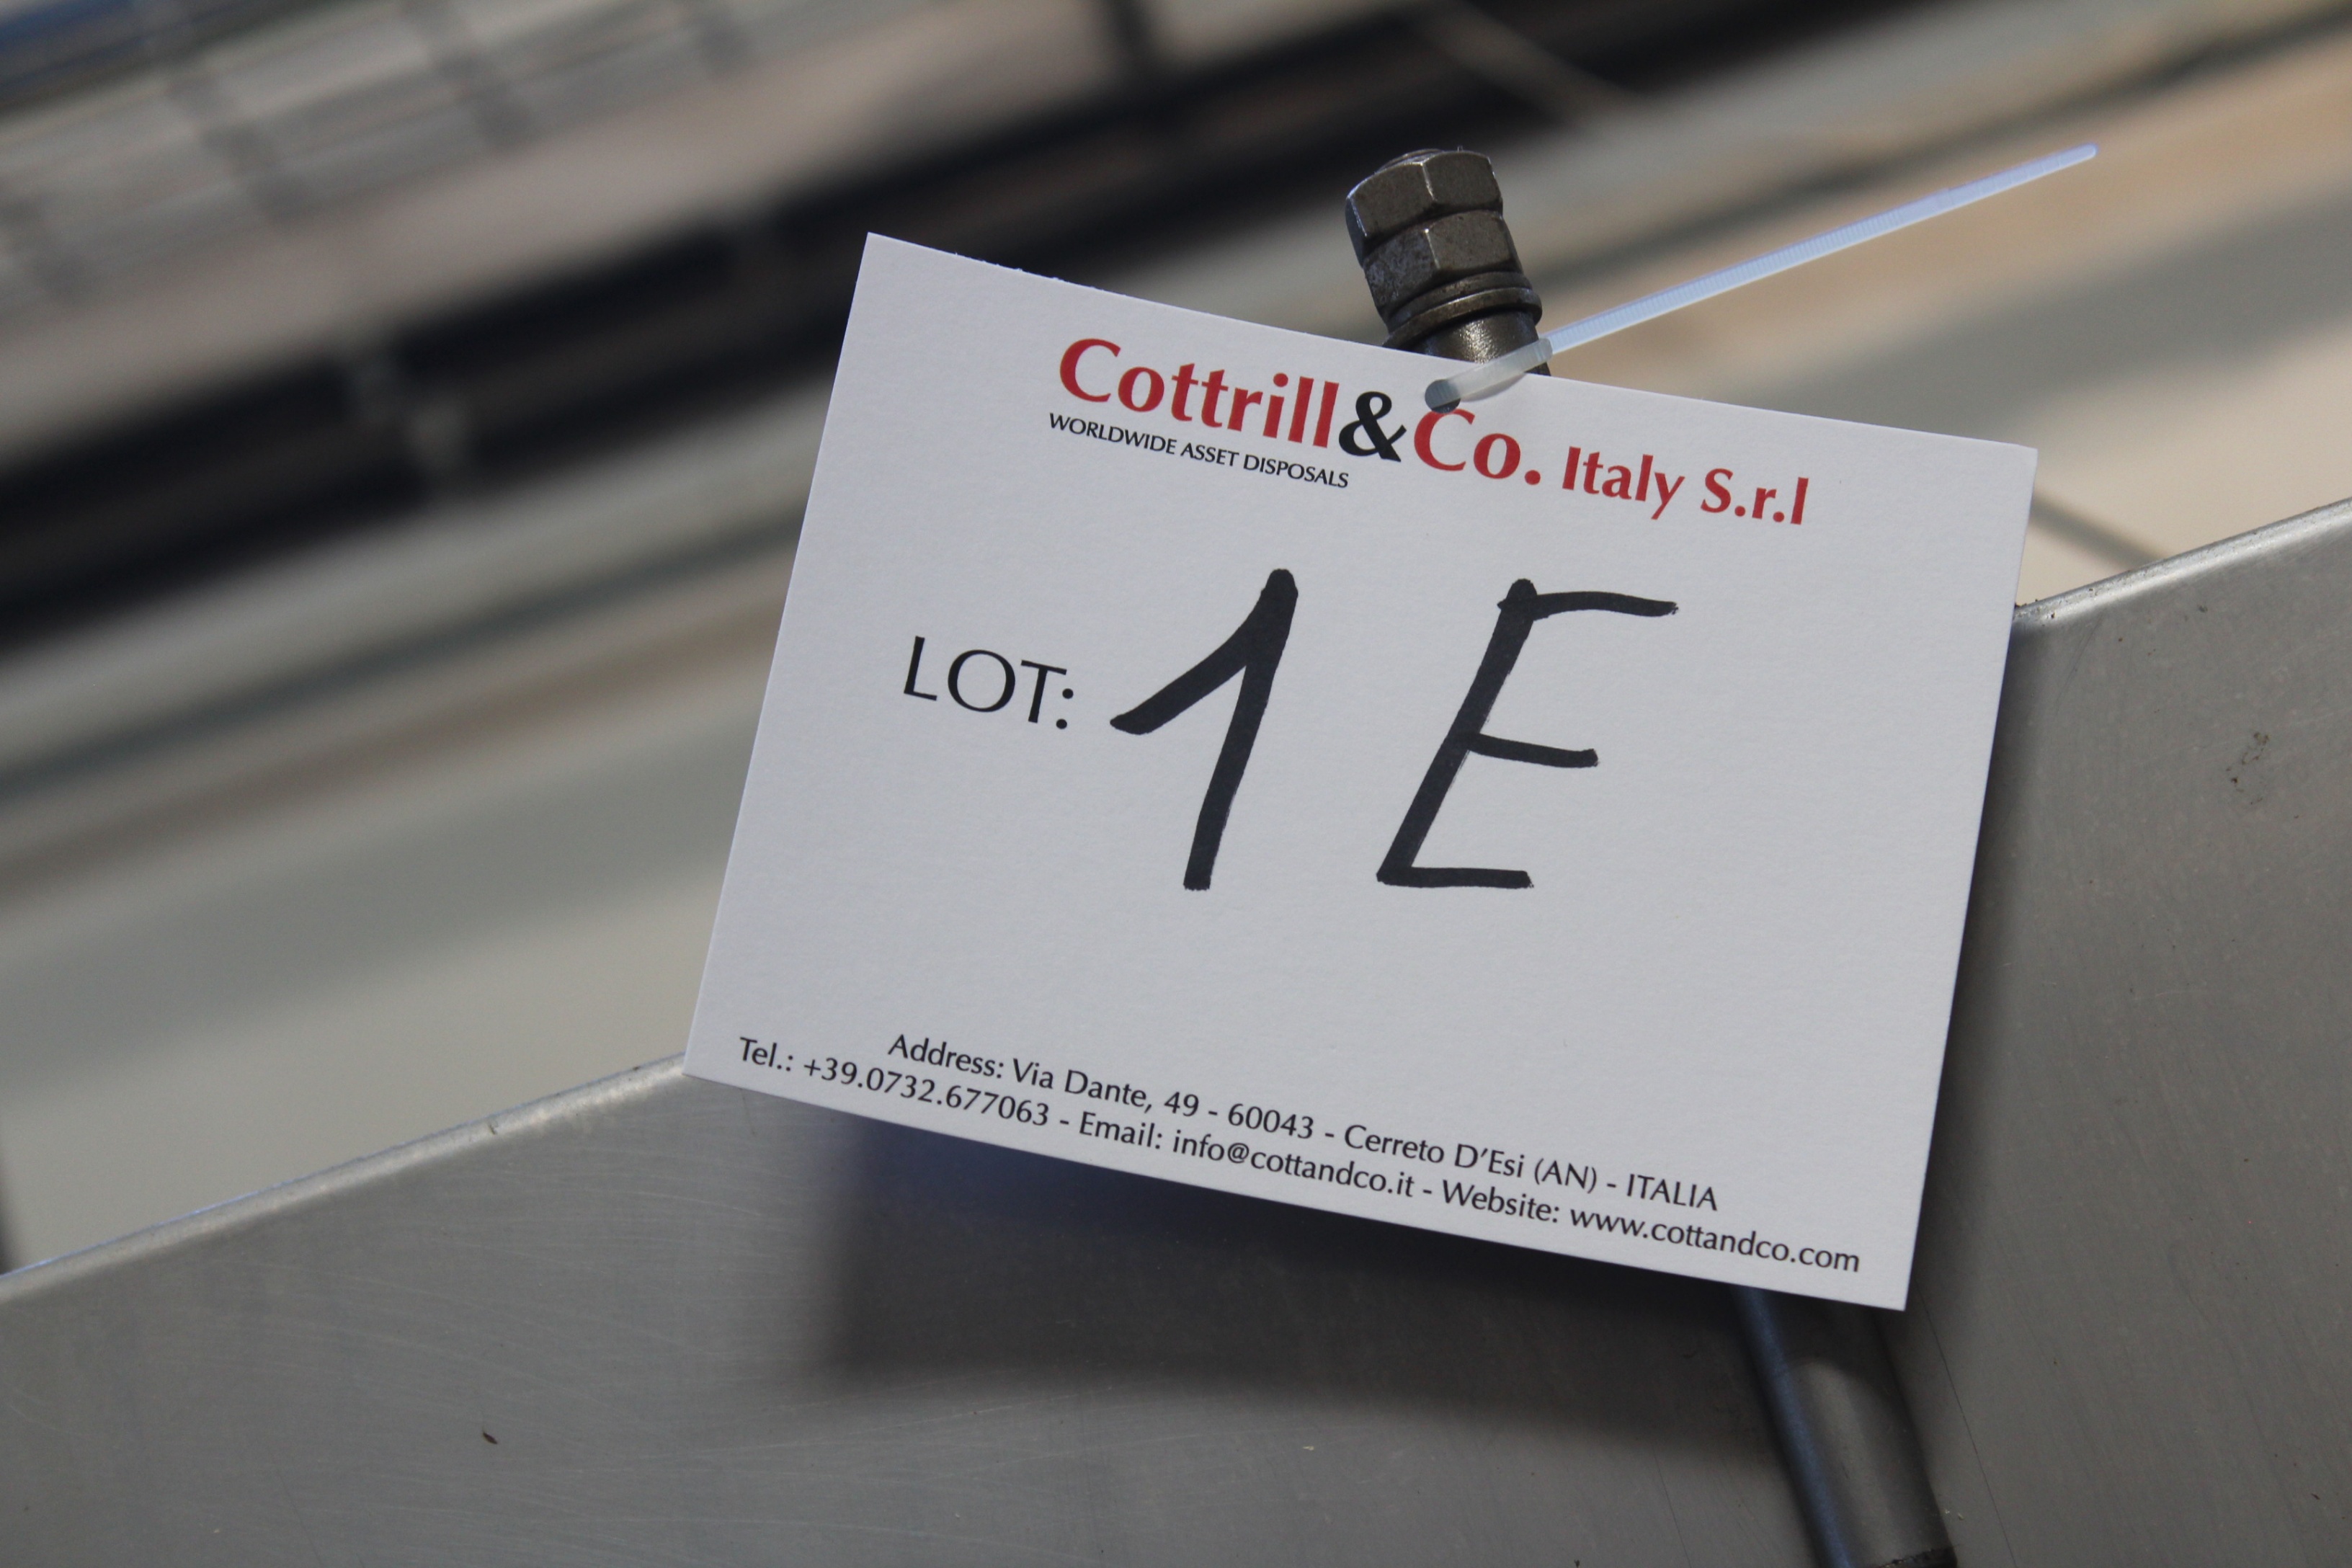 Cottrill&Co. Italy S.r.l
WORLDWIDE ASSET DISPOSALS
LOT: 1 E
Address: Via Dante, 49 - 60043 - Cerreto D'Esi (AN) - ITALIA
Tel.: +39.0732.677063 - Email: info@cottandco.it - Website: www.cottandco.com